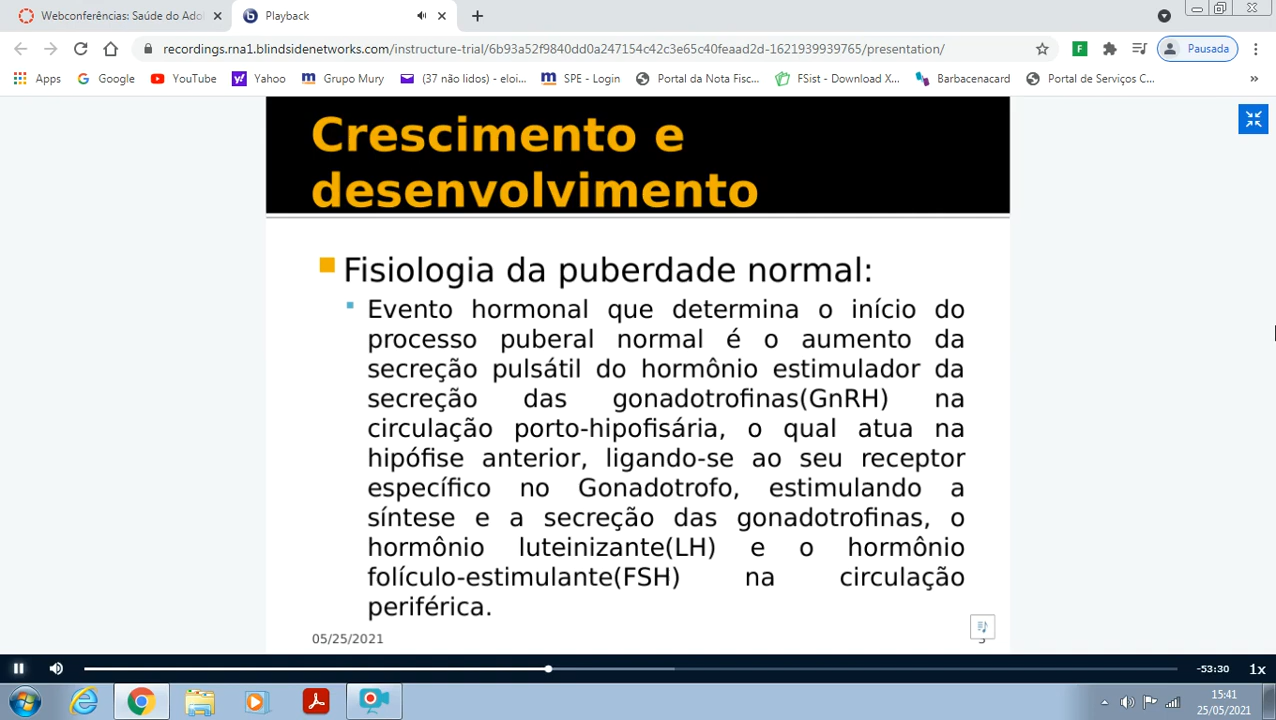 Webconferências: Saúde do Ado
Playback
recordings.rna1.blindsidenetworks.com/instructure-trial/6b93a52f9840dd0a247154c42c3e65c40feaad2d-1621939939765/presentation/
Pausada
Apps
Google
YouTube
Yahoo
Grupo Mury
(37 não lidos) - eloi...
SPE - Login
Portal da Nota Fisc...
FSist - Download X...
Barbacenacard
Portal de Serviços C...
»
Crescimento e
desenvolvimento
Fisiologia da puberdade normal:
Evento hormonal que determina o início do
processo puberal normal é o aumento da
secreção pulsátil do hormônio estimulador da
secreção das gonadotrofinas(GnRH) na
circulação porto-hipofisária, o qual atua na
hipófise anterior, ligando-se ao seu receptor
específico no Gonadotrofo, estimulando a
síntese e a secreção das gonadotrofinas, o
hormônio luteinizante(LH) e o hormônio
folículo-estimulante(FSH) na circulação
periférica.
05/25/2021
-53:30
1x
15:41
25/05/2021